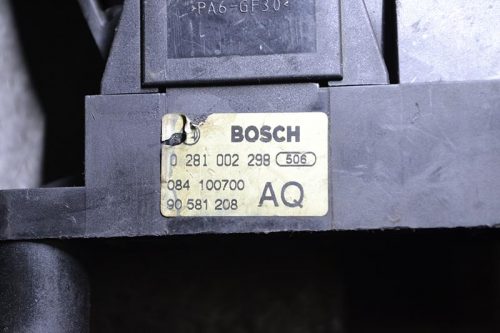 >PA6-GF30<
BOSCH
0 281 002 298 506
084 100700
90 581 208 AQ